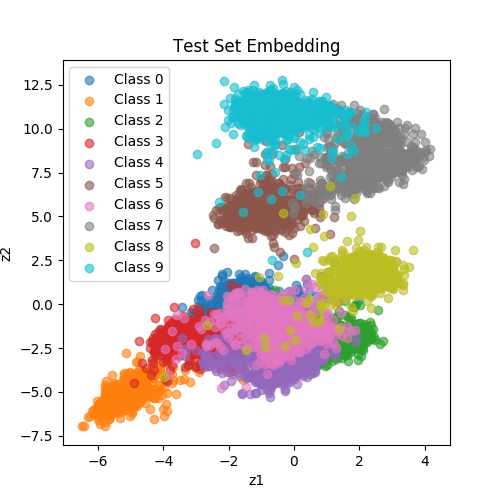 Test Set Embedding
12.5
10.0
7.5
5.0
2.5
0.0
−2.5
−5.0
−7.5
z2
Class 0
Class 1
Class 2
Class 3
Class 4
Class 5
Class 6
Class 7
Class 8
Class 9
−6 −4 −2 0 2 4
z1